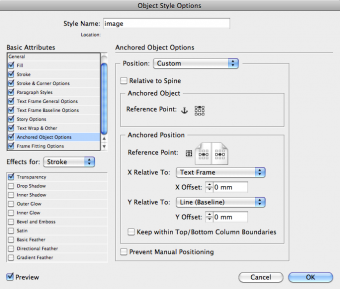 Object Style Options
Style Name: image
Location:
Basic Attributes
General
Fill
Stroke
Stroke & Corner Options
Paragraph Styles
Text Frame General Options
Text Frame Baseline Options
Story Options
Text Wrap & Other
Anchored Object Options
Frame Fitting Options
Effects for: Stroke
Transparency
Drop Shadow
Inner Shadow
Outer Glow
Inner Glow
Bevel and Emboss
Satin
Basic Feather
Directional Feather
Gradient Feather
Preview
Anchored Object Options
Position: Custom
Relative to Spine
Anchored Object
Reference Point:
Anchored Position
Reference Point:
X Relative To: Text Frame
X Offset: 0 mm
Y Relative To: Line (Baseline)
Y Offset: 0 mm
Keep within Top/Bottom Column Boundaries
Prevent Manual Positioning
Cancel
OK